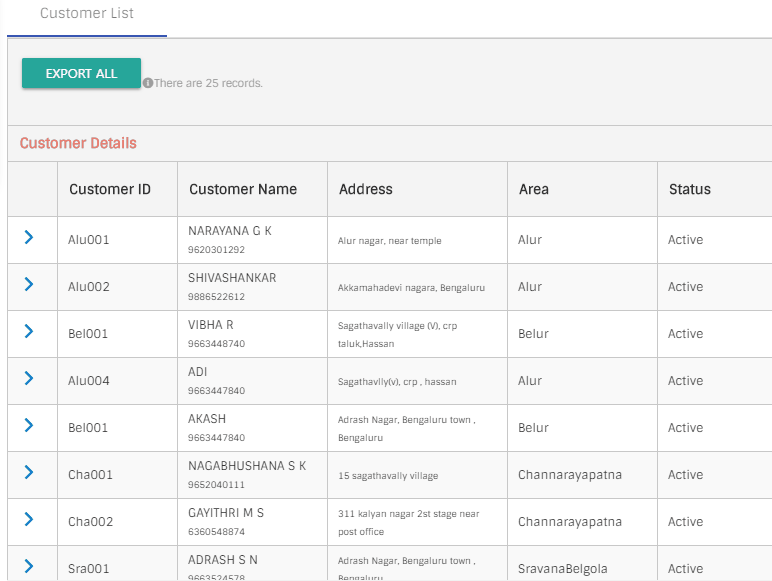 Customer List
EXPORT ALL
There are 25 records.
Customer Details
Customer ID Customer Name Address Area Status
Alu001 NARAYANA G K Alur nagar, near temple Alur Active
9620301292
Alu002 SHIVASHANKAR Akkamahadevi nagara, Bengaluru Alur Active
9886522612
Bel001 VIBHA R Sagathavally village (V), crp Belur Active
9663448740 taluk,Hassan
Alu004 ADI Sagathavlly(v), crp , hassan Alur Active
9663447840
Bel001 AKASH Adrash Nagar, Bengaluru town , Belur Active
9663447840 Bengaluru
Cha001 NAGABHUSHANA S K 15 sagathavally village Channarayapatna Active
9652040111
Cha002 GAYITHRI M S 311 kalyan nagar 2st stage near Channarayapatna Active
6360548874 post office
Sra001 ADRASH S N Adrash Nagar, Bengaluru town , SravanaBelgola Active
9663524578 Bengaluru